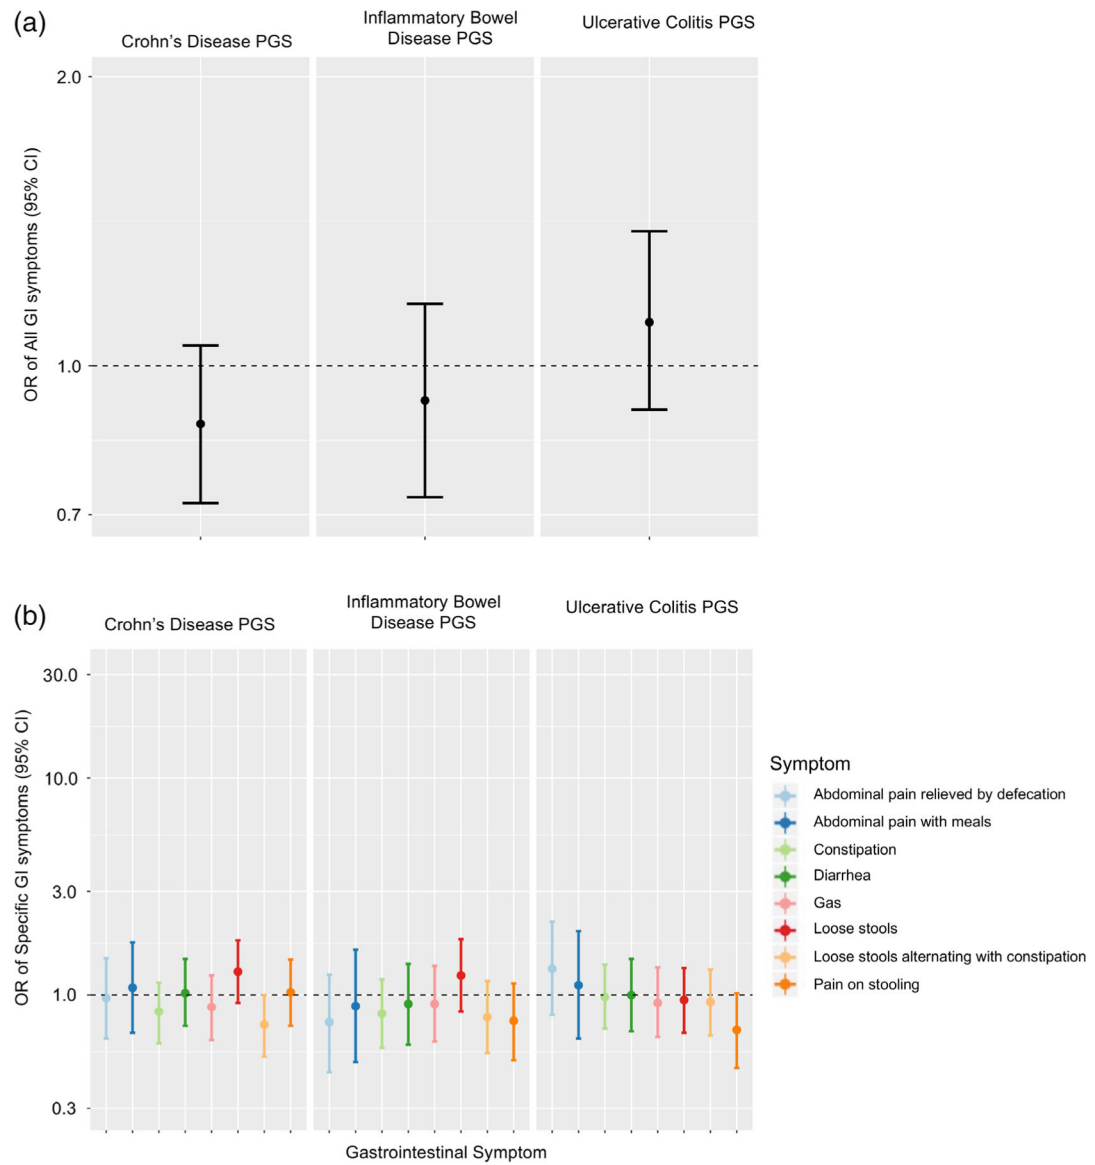 (a)
Crohn’s Disease PGS
Inflammatory Bowel
Disease PGS
Ulcerative Colitis PGS
OR of All GI symptoms (95% CI)
2.0
1.0
0.7
(b)
Crohn’s Disease PGS
Inflammatory Bowel
Disease PGS
Ulcerative Colitis PGS
OR of Specific GI symptoms (95% CI)
30.0
10.0
3.0
1.0
0.3
Gastrointestinal Symptom
Symptom
Abdominal pain relieved by defecation
Abdominal pain with meals
Constipation
Diarrhea
Gas
Loose stools
Loose stools alternating with constipation
Pain on stooling